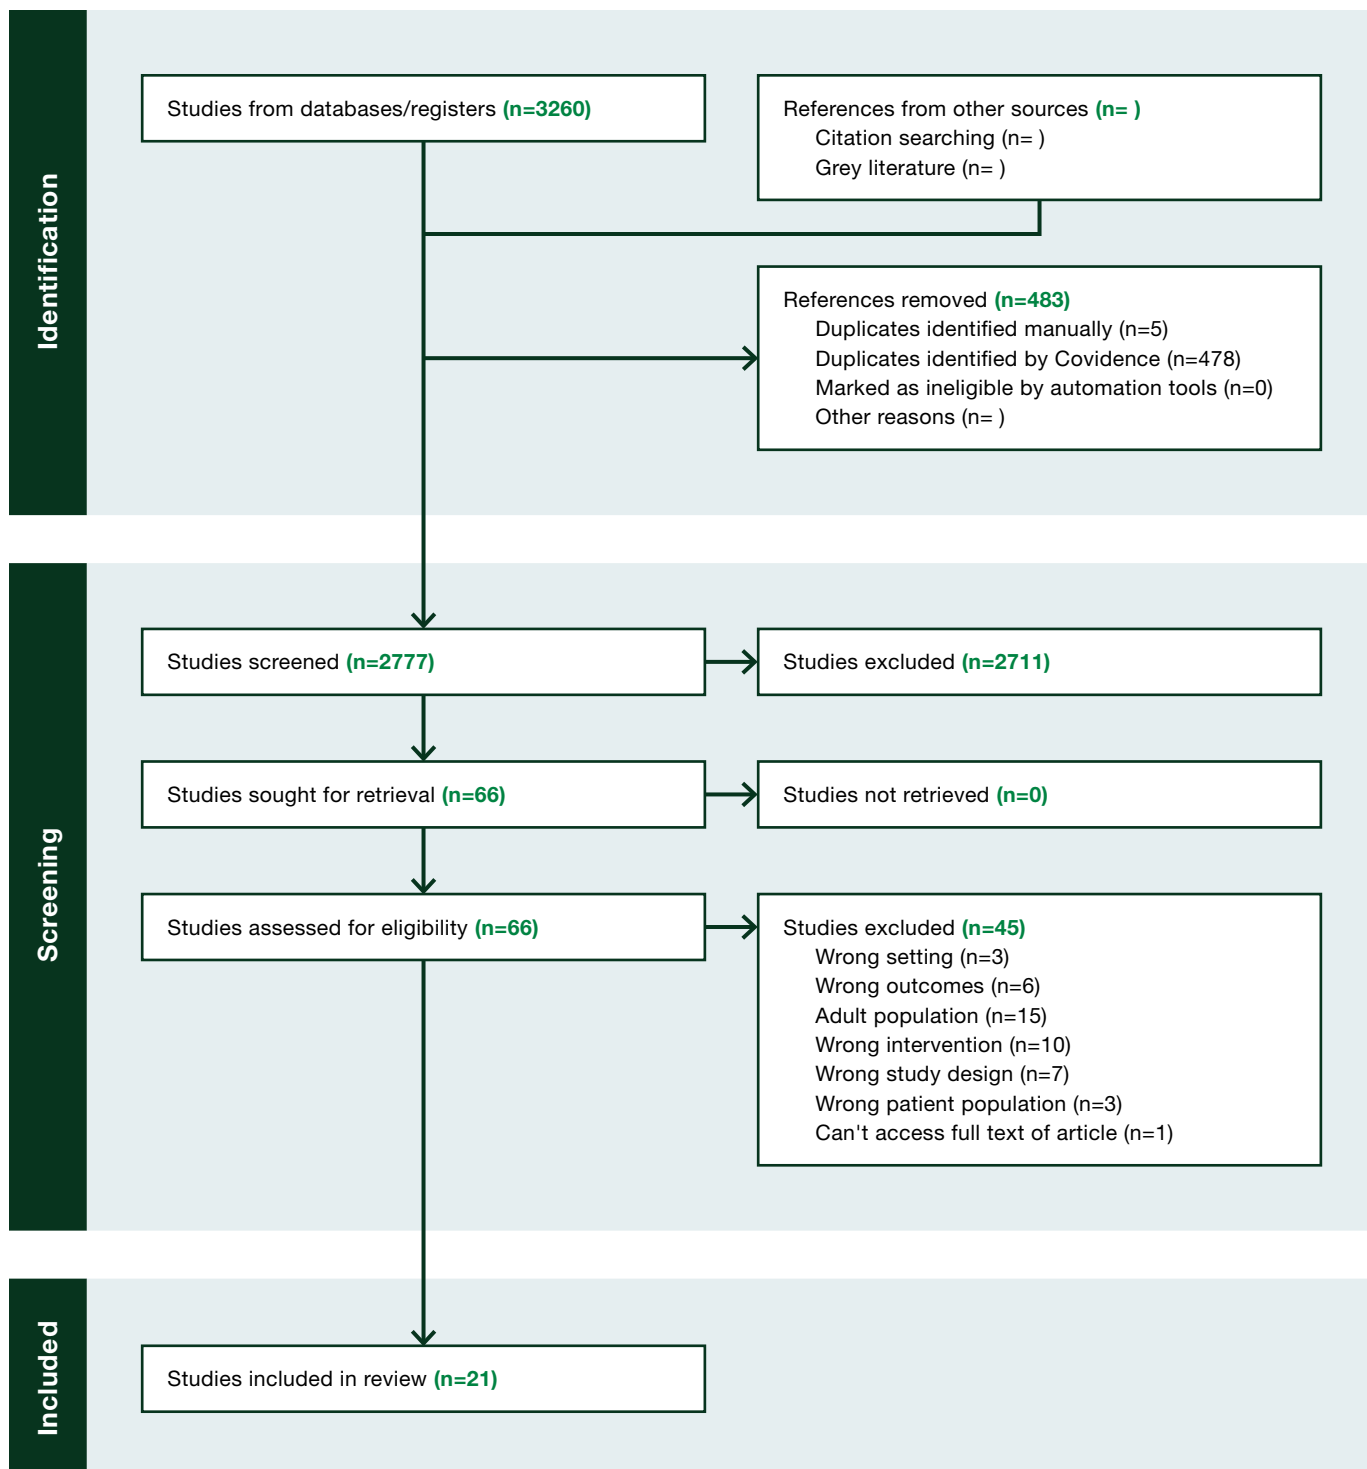 Identification
Studies from databases/registers (n=3260)
References from other sources (n= )
Citation searching (n= )
Grey literature (n= )
References removed (n=483)
Duplicates identified manually (n=5)
Duplicates identified by Covidence (n=478)
Marked as ineligible by automation tools (n=0)
Other reasons (n= )
Screening
Studies screened (n=2777)
Studies excluded (n=2711)
Studies sought for retrieval (n=66)
Studies not retrieved (n=0)
Studies assessed for eligibility (n=66)
Studies excluded (n=45)
Wrong setting (n=3)
Wrong outcomes (n=6)
Adult population (n=15)
Wrong intervention (n=10)
Wrong study design (n=7)
Wrong patient population (n=3)
Can't access full text of article (n=1)
Included
Studies included in review (n=21)